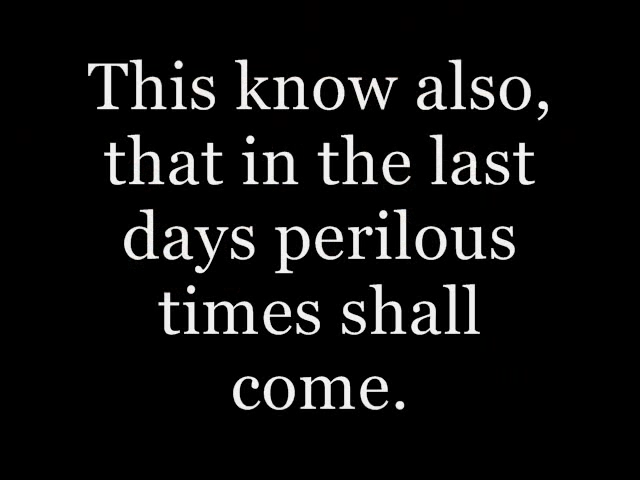 This know also,
that in the last
days perilous
times shall
come.